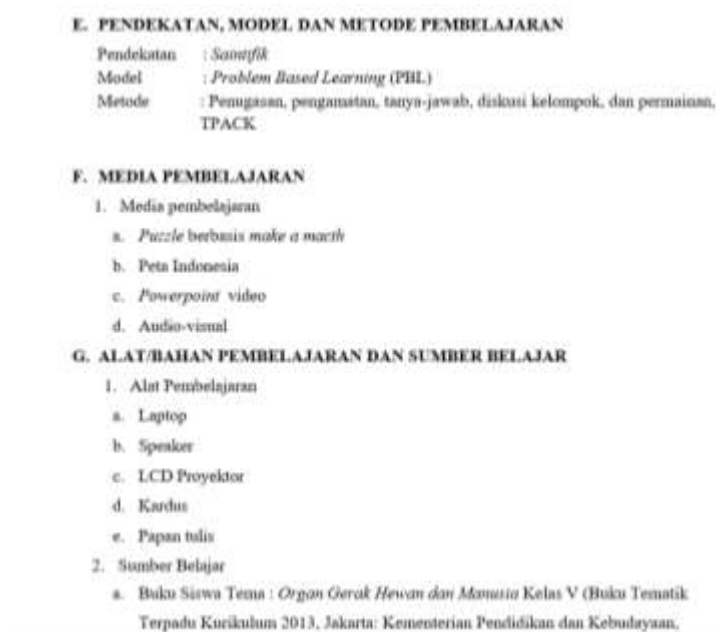 E. PENDEKATAN, MODEL DAN METODE PEMBELAJARAN
Pendekatan : Saintifik
Model : Problem Based Learning (PBL)
Metode : Penugasan, pengamatan, tanya-jawab, diskusi kelompok, dan permainan,
TPACK
F. MEDIA PEMBELAJARAN
1. Media pembelajaran
a. Puzzle berbasis make a macth
b. Peta Indonesia
c. Powerpoint video
d. Audio-visual
G. ALAT/BAHAN PEMBELAJARAN DAN SUMBER BELAJAR
1. Alat Pembelajaran
a. Laptop
b. Speaker
c. LCD Proyektor
d. Kardus
e. Papan tulis
2. Sumber Belajar
a. Buku Siswa Tema : Organ Gerak Hewan dan Manusia Kelas V (Buku Tematik
Terpadu Kurikulum 2013, Jakarta: Kementerian Pendidikan dan Kebudayaan,